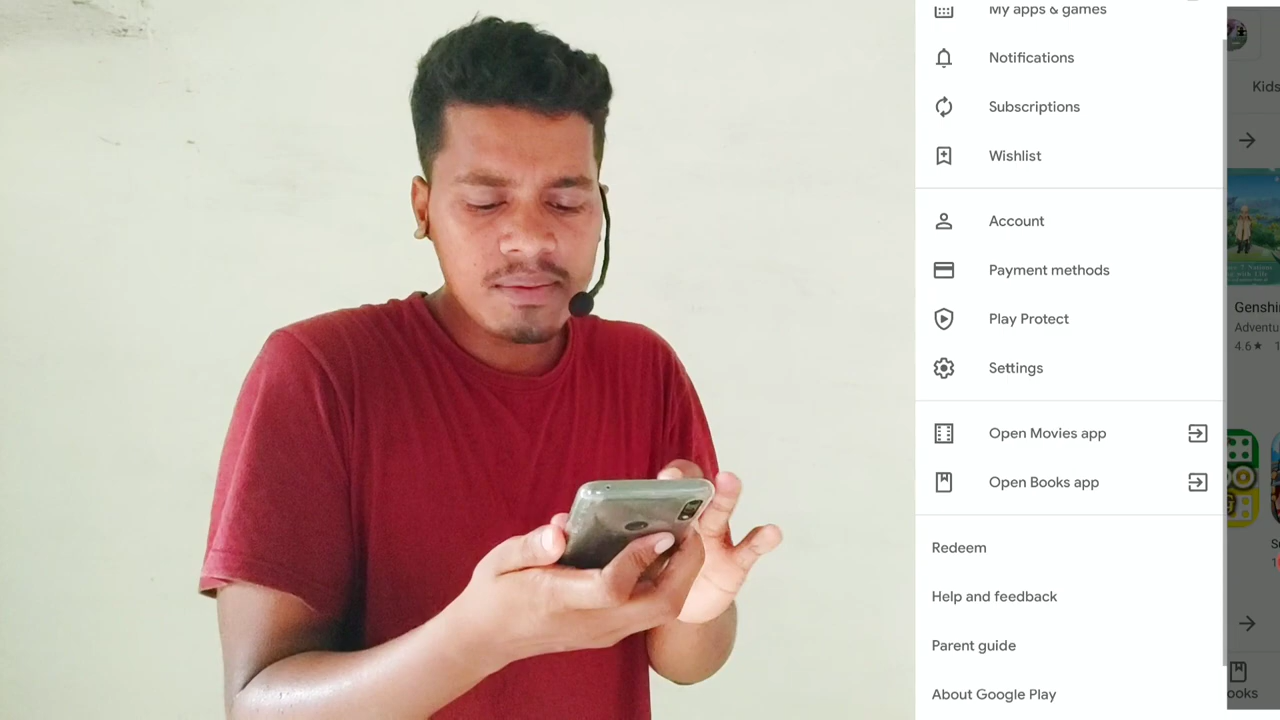 My apps & games
Notifications
Subscriptions
Wishlist
Account
Payment methods
Play Protect
Settings
Open Movies app
Open Books app
Redeem
Help and feedback
Parent guide
About Google Play
Kids
Genshi
Adventu
4.6★
ooks